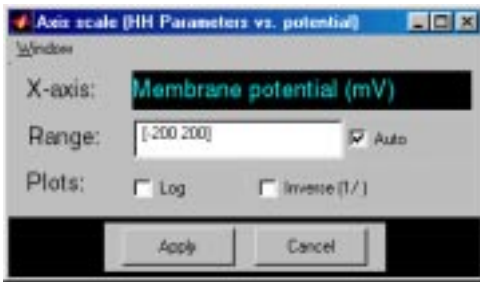 Axis scale (HH Parameters vs. potential)
Window
X-axis: Membrane potential (mV)
Range: [-200 200] Auto
Plots: Log Inverse (1/ )
Apply Cancel